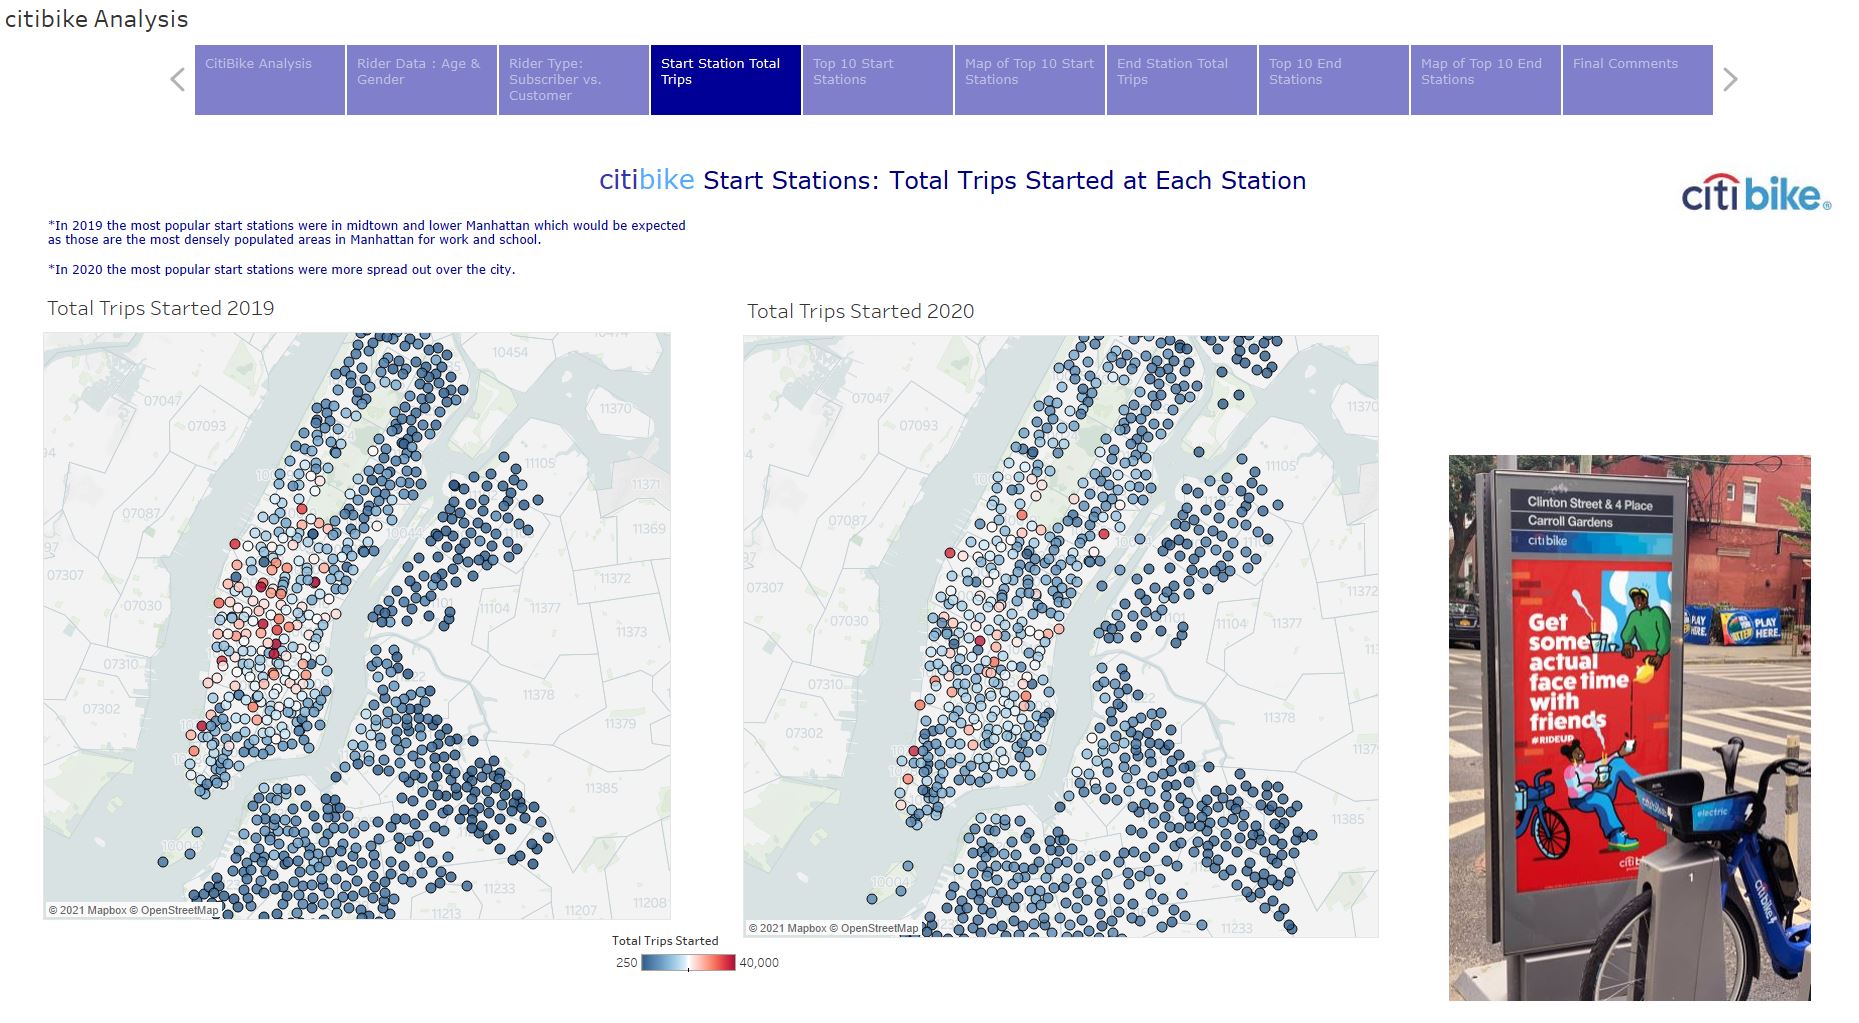 citibike Analysis
CitiBike Analysis
Rider Data : Age &
Gender
Rider Type:
Subscriber vs.
Customer
Start Station Total
Trips
Top 10 Start
Stations
Map of Top 10 Start
Stations
End Station Total
Trips
Top 10 End
Stations
Map of Top 10 End
Stations
Final Comments
citibike Start Stations: Total Trips Started at Each Station
citi bike®
*In 2019 the most popular start stations were in midtown and lower Manhattan which would be expected
as those are the most densely populated areas in Manhattan for work and school.
*In 2020 the most popular start stations were more spread out over the city.
Total Trips Started 2019
10454
07047
11370
07093
11105
11371
07087
11369
07307
11372
07030
11104
11377
11373
07310
11378
07302
11379
11385
11233
11213
11207
11208
© 2021 Mapbox © OpenStreetMap
Total Trips Started 2020
07047
11370
07093
11105
07087
07307
11372
07030
11104
11377
07310
11378
07302
11385
10004
11233
© 2021 Mapbox © OpenStreetMap
Total Trips Started
250
40,000
Clinton Street & 4 Place
Carroll Gardens
citi bike
Get
some
actual
face time
with
friends
#RIDEUP
PLAY
HERE.
PLAY
HERE.
electric
citibike
1